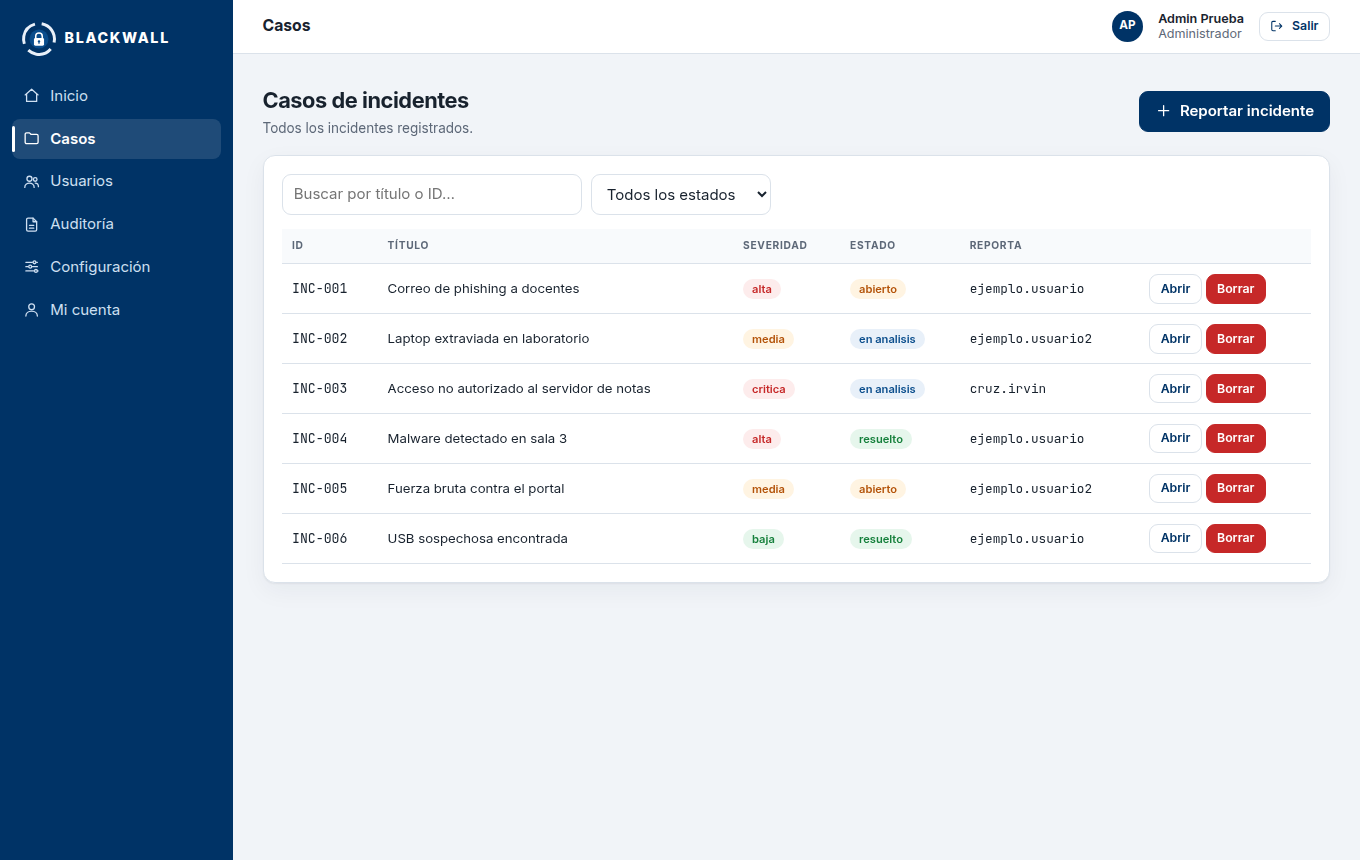 BLACKWALL
Inicio
Casos
Usuarios
Auditoría
Configuración
Mi cuenta
Casos
AP
Admin Prueba
Administrador
Salir
Casos de incidentes
Todos los incidentes registrados.
+ Reportar incidente
Buscar por título o ID...
Todos los estados
ID TÍTULO SEVERIDAD ESTADO REPORTA
INC-001 Correo de phishing a docentes alta abierto ejemplo.usuario Abrir Borrar
INC-002 Laptop extraviada en laboratorio media en analisis ejemplo.usuario2 Abrir Borrar
INC-003 Acceso no autorizado al servidor de notas critica en analisis cruz.irvin Abrir Borrar
INC-004 Malware detectado en sala 3 alta resuelto ejemplo.usuario Abrir Borrar
INC-005 Fuerza bruta contra el portal media abierto ejemplo.usuario2 Abrir Borrar
INC-006 USB sospechosa encontrada baja resuelto ejemplo.usuario Abrir Borrar